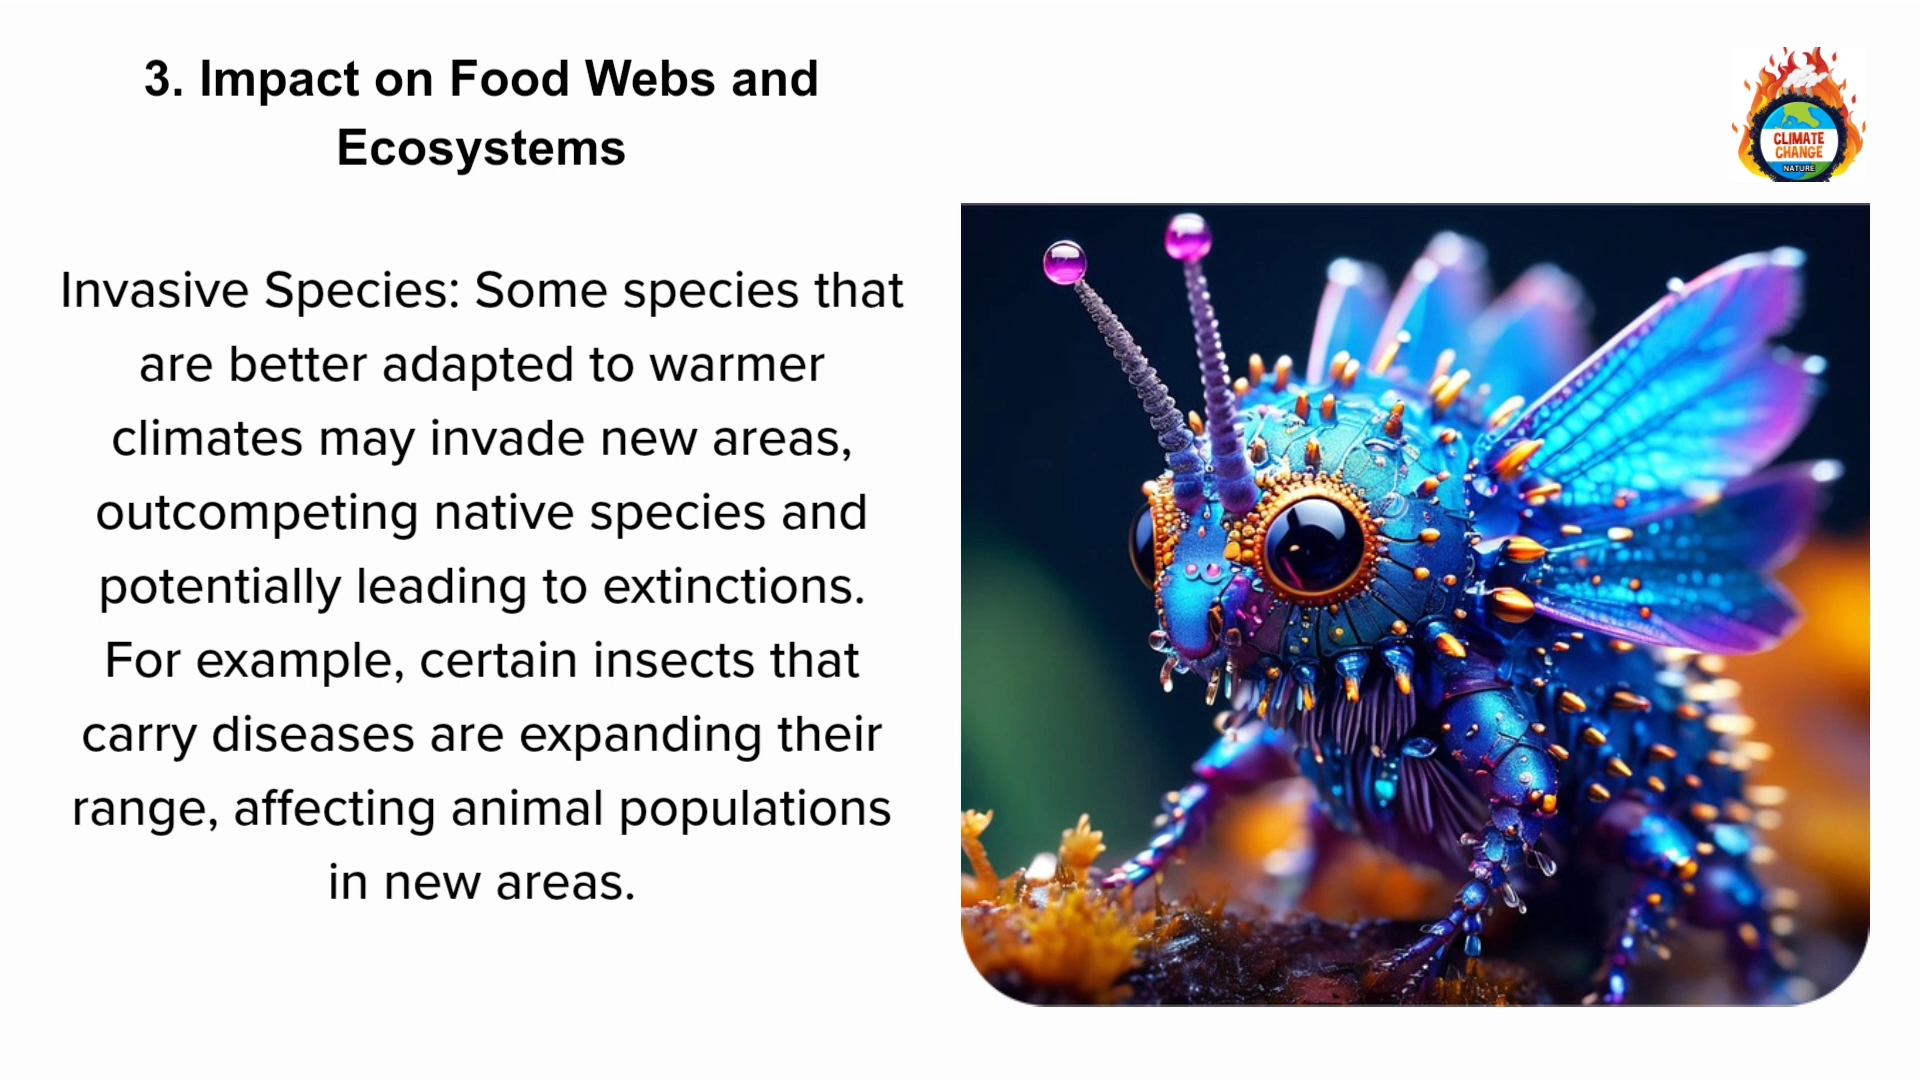 3. Impact on Food Webs and
Ecosystems
CLIMATE
CHANGE
NATURE
Invasive Species: Some species that
are better adapted to warmer
climates may invade new areas,
outcompeting native species and
potentially leading to extinctions.
For example, certain insects that
carry diseases are expanding their
range, affecting animal populations
in new areas.